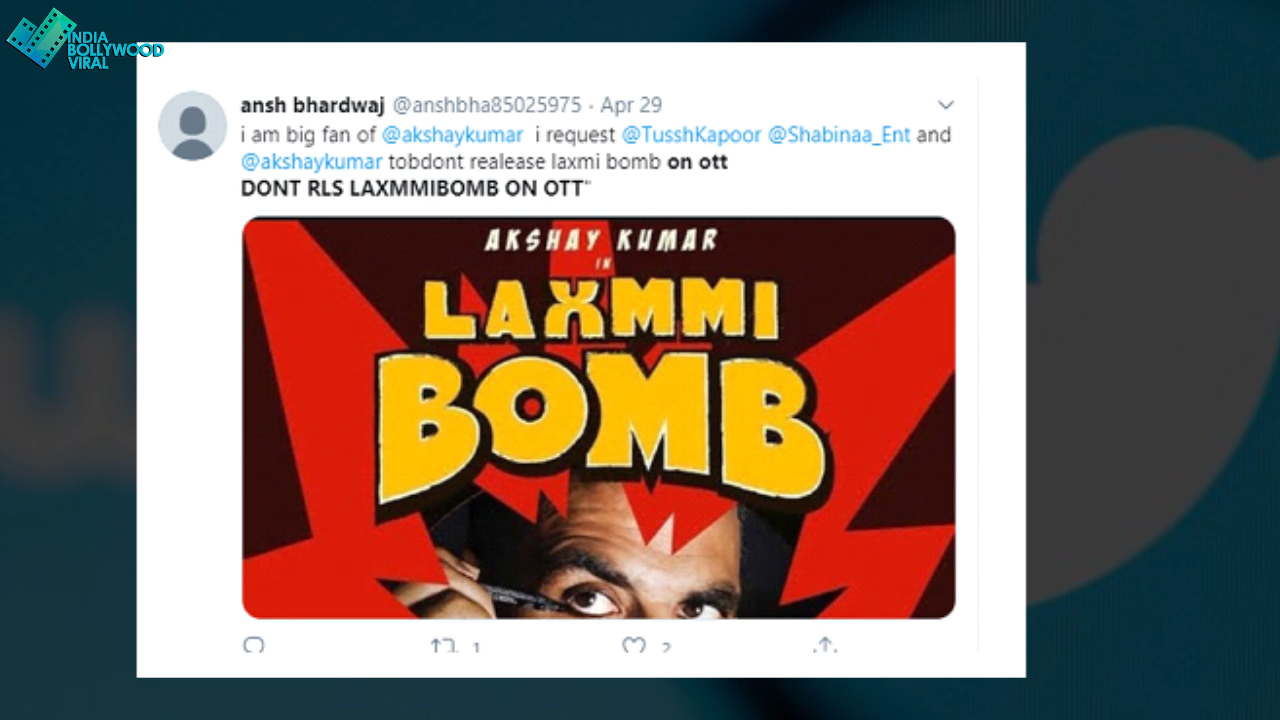 INDIA
BOLLYWOOD
VIRAL
ansh bhardwaj @anshbha85025975 · Apr 29
i am big fan of @akshaykumar i request @TusshKapoor @Shabinaa_Ent and
@akshaykumar tobdont realease laxmi bomb on ott
DONT RLS LAXMMIBOMB ON OTT"
AKSHAY KUMAR
IN
LAXMMI
BOMB
1 2